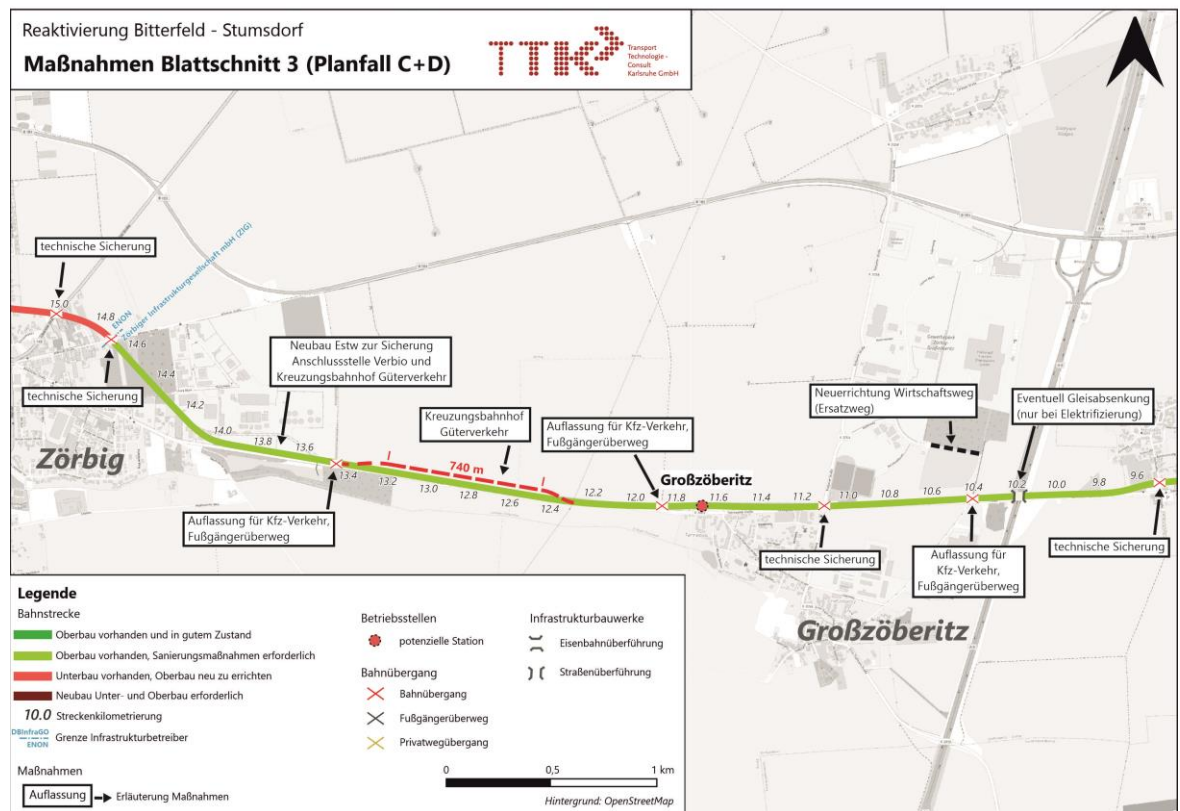 Reaktivierung Bitterfeld - Stumsdorf
Maßnahmen Blattschnitt 3 (Planfall C+D)
TTK
Transport
Technologie -
Consult
Karlsruhe GmbH
technische Sicherung
15.0
14.8
ENON
Zörbiger Infrastrukturgesellschaft mbH (ZIG)
14.6
technische Sicherung
14.4
14.2
14.0
Zörbig
Neubau Estw zur Sicherung
Anschlussstelle Verbio und
Kreuzungsbahnhof Güterverkehr
13.8
13.6
13.4
Auflassung für Kfz-Verkehr,
Fußgängerüberweg
13.2
740 m
Kreuzungsbahnhof
Güterverkehr
13.0
12.8
12.6
12.4
12.2
Auflassung für Kfz-Verkehr,
Fußgängerüberweg
12.0
11.8
Großzöberitz
11.6
11.4
11.2
11.0
technische Sicherung
10.8
10.6
Neuerrichtung Wirtschaftsweg
(Ersatzweg)
10.4
Auflassung für
Kfz-Verkehr,
Fußgängerüberweg
Eventuell Gleisabsenkung
(nur bei Elektrifizierung)
10.2
10.0
9.8
9.6
technische Sicherung
Großzöberitz
Legende
Bahnstrecke
Oberbau vorhanden und in gutem Zustand
Oberbau vorhanden, Sanierungsmaßnahmen erforderlich
Unterbau vorhanden, Oberbau neu zu errichten
Neubau Unter- und Oberbau erforderlich
10.0 Streckenkilometrierung
DBInfraGO
ENON
Grenze Infrastrukturbetreiber
Maßnahmen
Auflassung Erläuterung Maßnahmen
Betriebsstellen
potenzielle Station
Bahnübergang
Bahnübergang
Fußgängerüberweg
Privatwegübergang
Infrastrukturbauwerke
Eisenbahnüberführung
Straßenüberführung
0 0,5 1 km
Hintergrund: OpenStreetMap